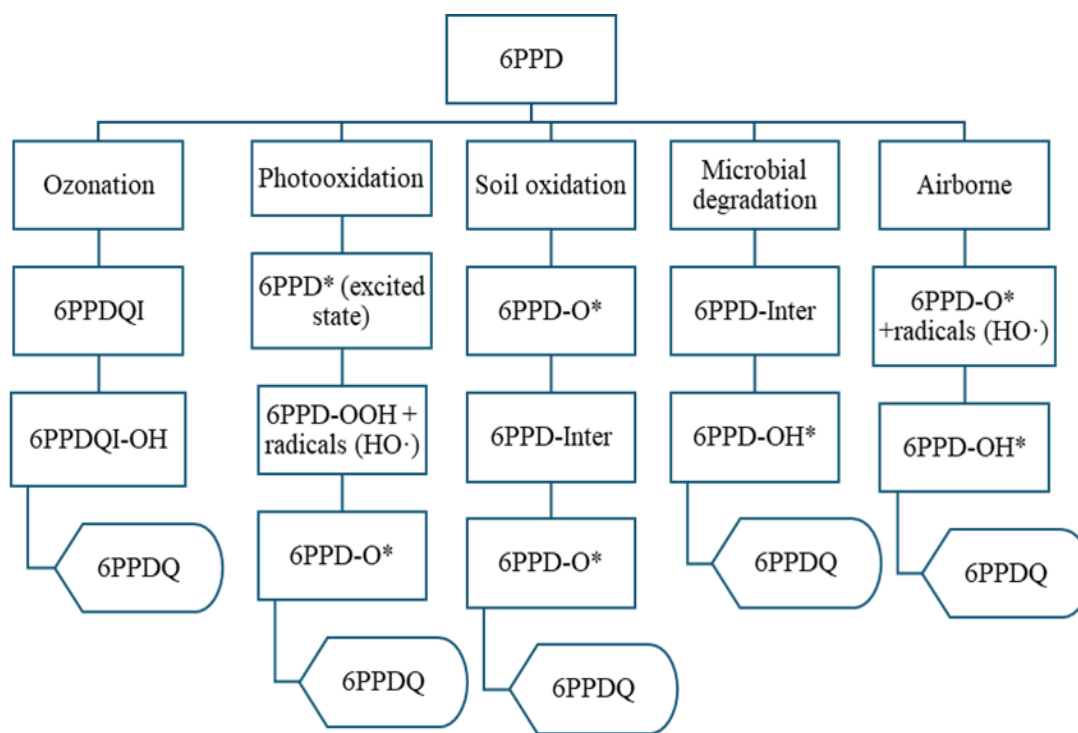 6PPD
Ozonation
Photooxidation
Soil oxidation
Microbial
degradation
Airborne
6PPDQI
6PPD* (excited
state)
6PPD-O*
6PPD-Inter
6PPD-O*
+radicals (HO·)
6PPDQI-OH
6PPD-OOH +
radicals (HO·)
6PPD-Inter
6PPD-OH*
6PPD-OH*
6PPDQ
6PPD-O*
6PPD-O*
6PPDQ
6PPDQ
6PPDQ
6PPDQ